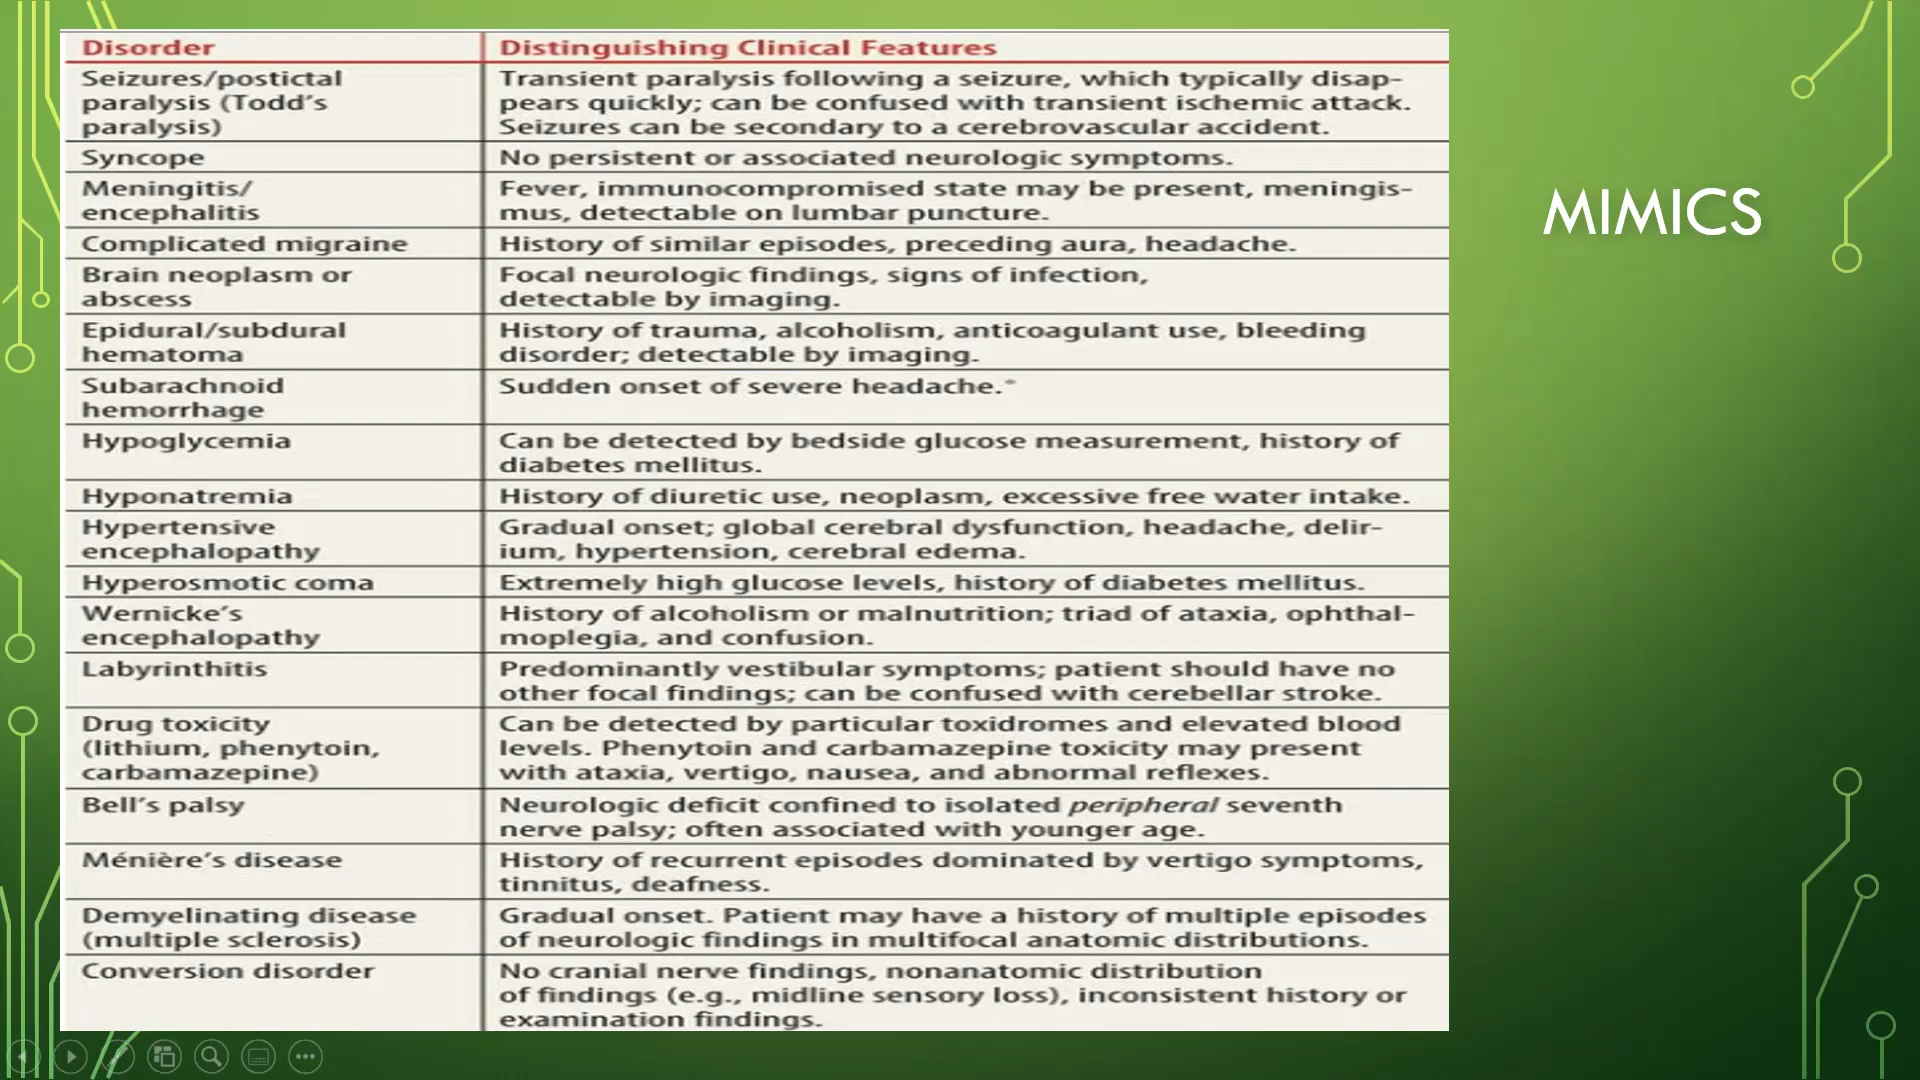 Disorder
Distinguishing Clinical Features
Seizures/postictal
paralysis (Todd's
paralysis)
Transient paralysis following a seizure, which typically disap-
pears quickly; can be confused with transient ischemic attack.
Seizures can be secondary to a cerebrovascular accident.
Syncope
No persistent or associated neurologic symptoms.
Meningitis/
encephalitis
Fever, immunocompromised state may be present, meningis-
mus, detectable on lumbar puncture.
Complicated migraine
History of similar episodes, preceding aura, headache.
Brain neoplasm or
abscess
Focal neurologic findings, signs of infection,
detectable by imaging.
Epidural/subdural
hematoma
History of trauma, alcoholism, anticoagulant use, bleeding
disorder; detectable by imaging.
Subarachnoid
hemorrhage
Sudden onset of severe headache.*
Hypoglycemia
Can be detected by bedside glucose measurement, history of
diabetes mellitus.
Hyponatremia
History of diuretic use, neoplasm, excessive free water intake.
Hypertensive
encephalopathy
Gradual onset; global cerebral dysfunction, headache, delir-
ium, hypertension, cerebral edema.
Hyperosmotic coma
Extremely high glucose levels, history of diabetes mellitus.
Wernicke's
encephalopathy
History of alcoholism or malnutrition; triad of ataxia, ophthal-
moplegia, and confusion.
Labyrinthitis
Predominantly vestibular symptoms; patient should have no
other focal findings; can be confused with cerebellar stroke.
Drug toxicity
(lithium, phenytoin,
carbamazepine)
Can be detected by particular toxidromes and elevated blood
levels. Phenytoin and carbamazepine toxicity may present
with ataxia, vertigo, nausea, and abnormal reflexes.
Bell's palsy
Neurologic deficit confined to isolated peripheral seventh
nerve palsy; often associated with younger age.
Ménière's disease
History of recurrent episodes dominated by vertigo symptoms,
tinnitus, deafness.
Demyelinating disease
(multiple sclerosis)
Gradual onset. Patient may have a history of multiple episodes
of neurologic findings in multifocal anatomic distributions.
Conversion disorder
No cranial nerve findings, nonanatomic distribution
of findings (e.g., midline sensory loss), inconsistent history or
examination findings.
MIMICS